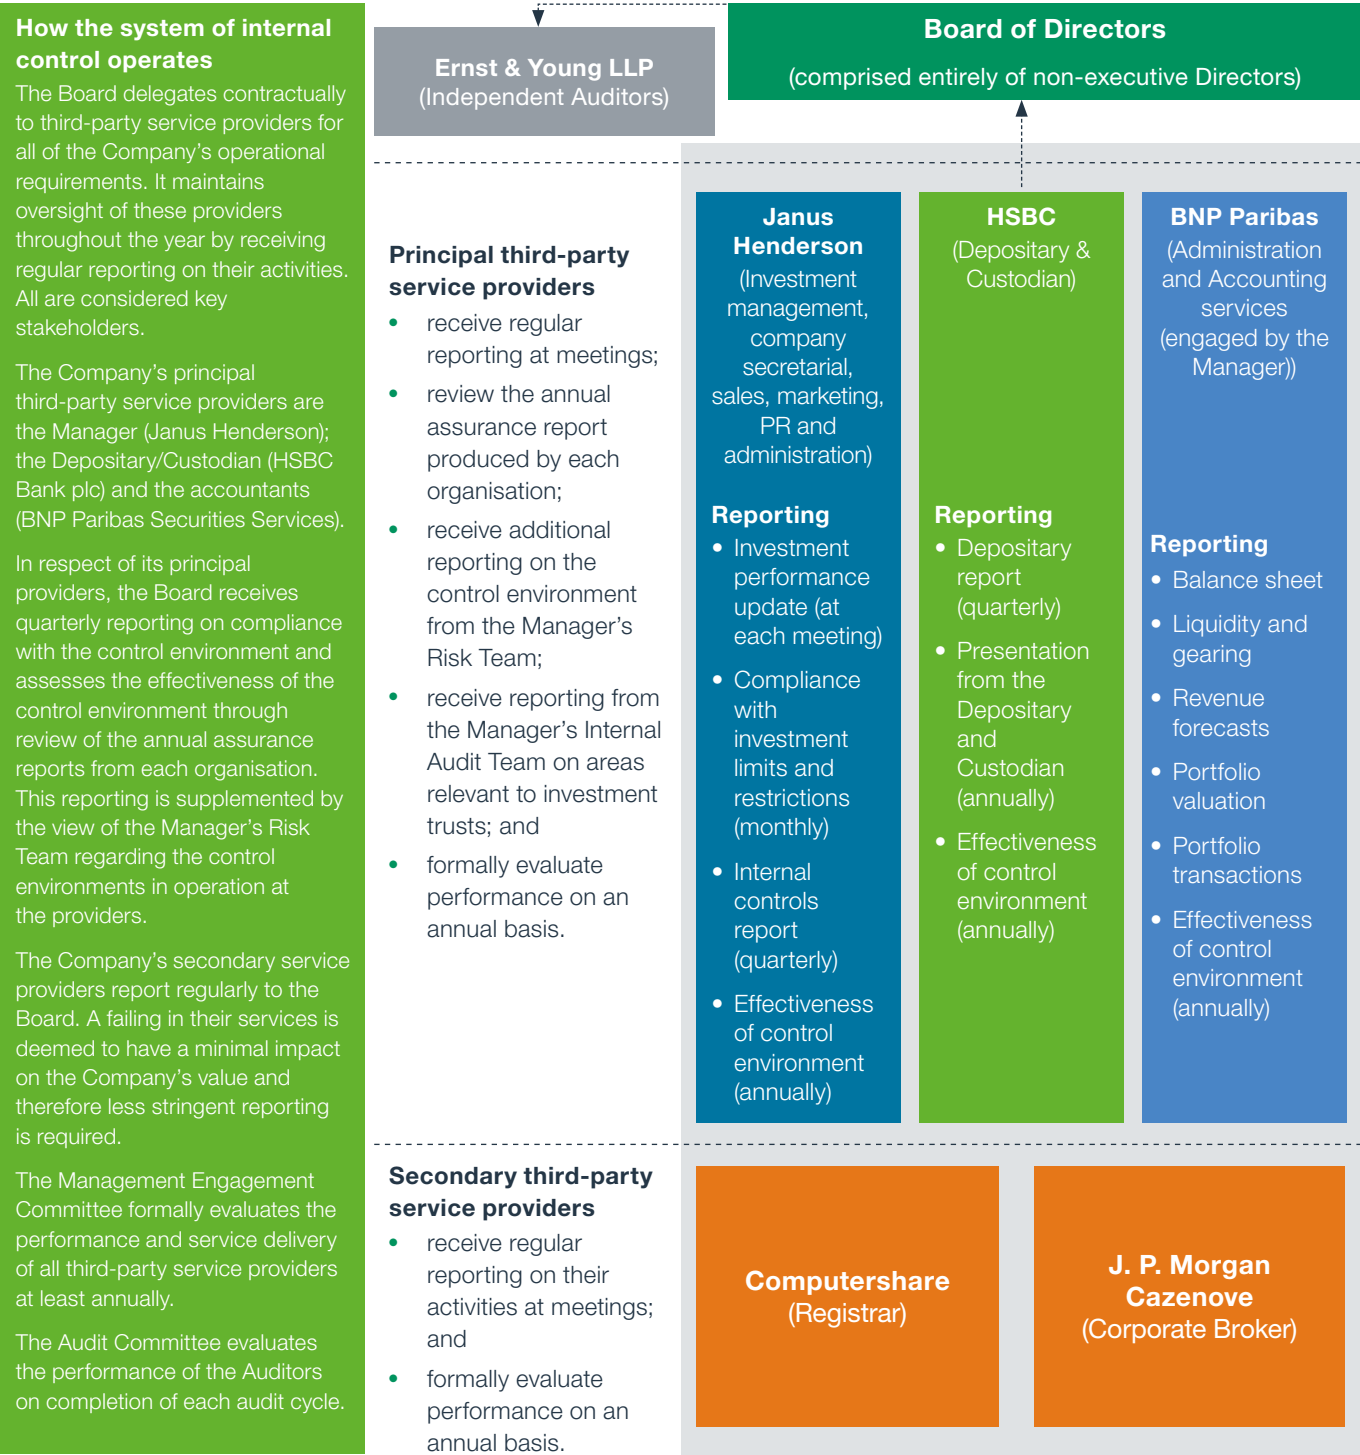 How the system of internal
control operates
The Board delegates contractually
to third-party service providers for
all of the Company’s operational
requirements. It maintains
oversight of these providers
throughout the year by receiving
regular reporting on their activities.
All are considered key
stakeholders.
The Company’s principal
third-party service providers are
the Manager (Janus Henderson);
the Depositary/Custodian (HSBC
Bank plc) and the accountants
(BNP Paribas Securities Services).
In respect of its principal
providers, the Board receives
quarterly reporting on compliance
with the control environment and
assesses the effectiveness of the
control environment through
review of the annual assurance
reports from each organisation.
This reporting is supplemented by
the view of the Manager’s Risk
Team regarding the control
environments in operation at
the providers.
The Company’s secondary service
providers report regularly to the
Board. A failing in their services is
deemed to have a minimal impact
on the Company’s value and
therefore less stringent reporting
is required.
The Management Engagement
Committee formally evaluates the
performance and service delivery
of all third-party service providers
at least annually.
The Audit Committee evaluates
the performance of the Auditors
on completion of each audit cycle.
Ernst & Young LLP
(Independent Auditors)
Board of Directors
(comprised entirely of non-executive Directors)
Principal third-party
service providers
• receive regular
reporting at meetings;
• review the annual
assurance report
produced by each
organisation;
• receive additional
reporting on the
control environment
from the Manager’s
Risk Team;
• receive reporting from
the Manager’s Internal
Audit Team on areas
relevant to investment
trusts; and
• formally evaluate
performance on an
annual basis.
Janus
Henderson
(Investment
management,
company
secretarial,
sales, marketing,
PR and
administration)
Reporting
• Investment
performance
update (at
each meeting)
• Compliance
with
investment
limits and
restrictions
(monthly)
• Internal
controls
report
(quarterly)
• Effectiveness
of control
environment
(annually)
HSBC
(Depositary &
Custodian)
Reporting
• Depositary
report
(quarterly)
• Presentation
from the
Depositary
and
Custodian
(annually)
• Effectiveness
of control
environment
(annually)
BNP Paribas
(Administration
and Accounting
services
(engaged by the
Manager))
Reporting
• Balance sheet
• Liquidity and
gearing
• Revenue
forecasts
• Portfolio
valuation
• Portfolio
transactions
• Effectiveness
of control
environment
(annually)
Secondary third-party
service providers
• receive regular
reporting on their
activities at meetings;
and
• formally evaluate
performance on an
annual basis.
Computershare
(Registrar)
J. P. Morgan
Cazenove
(Corporate Broker)